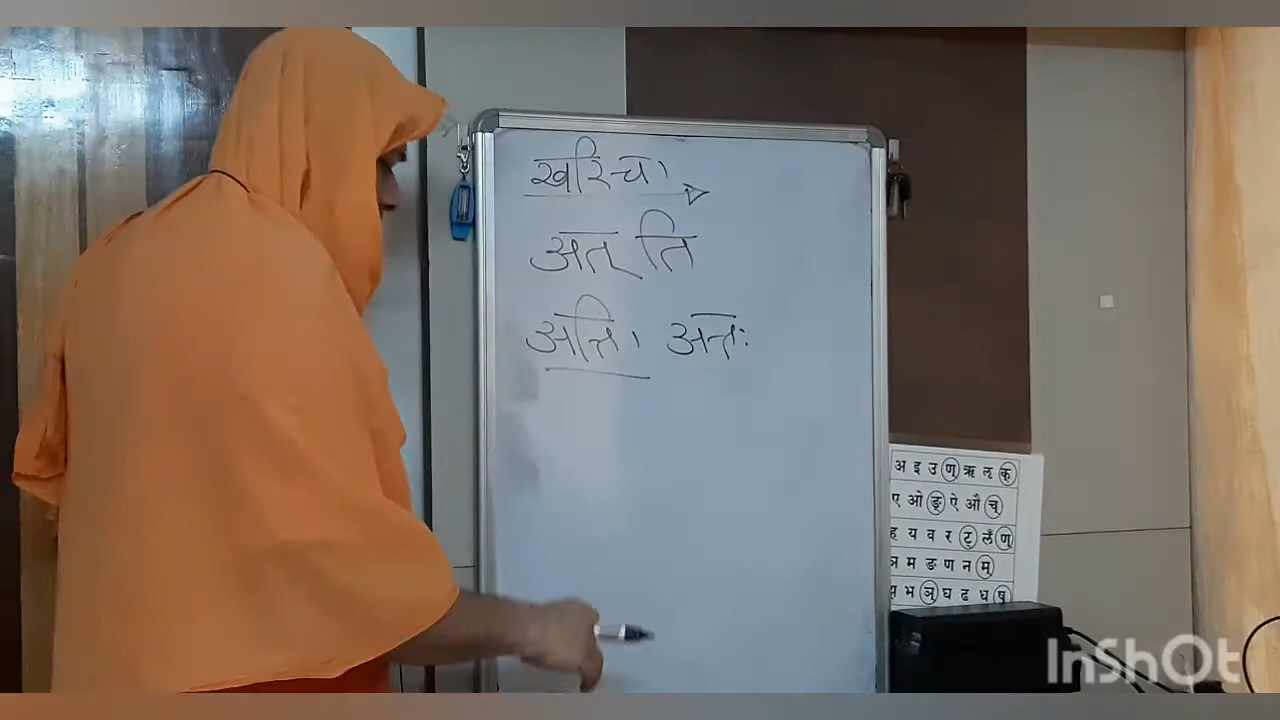 खरि च।
अत् ति
अत्ति। अत्तः
अ इ उ ण् ऋ ऌ क्
ए ओ ङ् ऐ औ च्
ह य व र ट् लँ ण्
ञ म ङ ण न म्
झ भ ञ् घ ढ ध ष्
InShOt